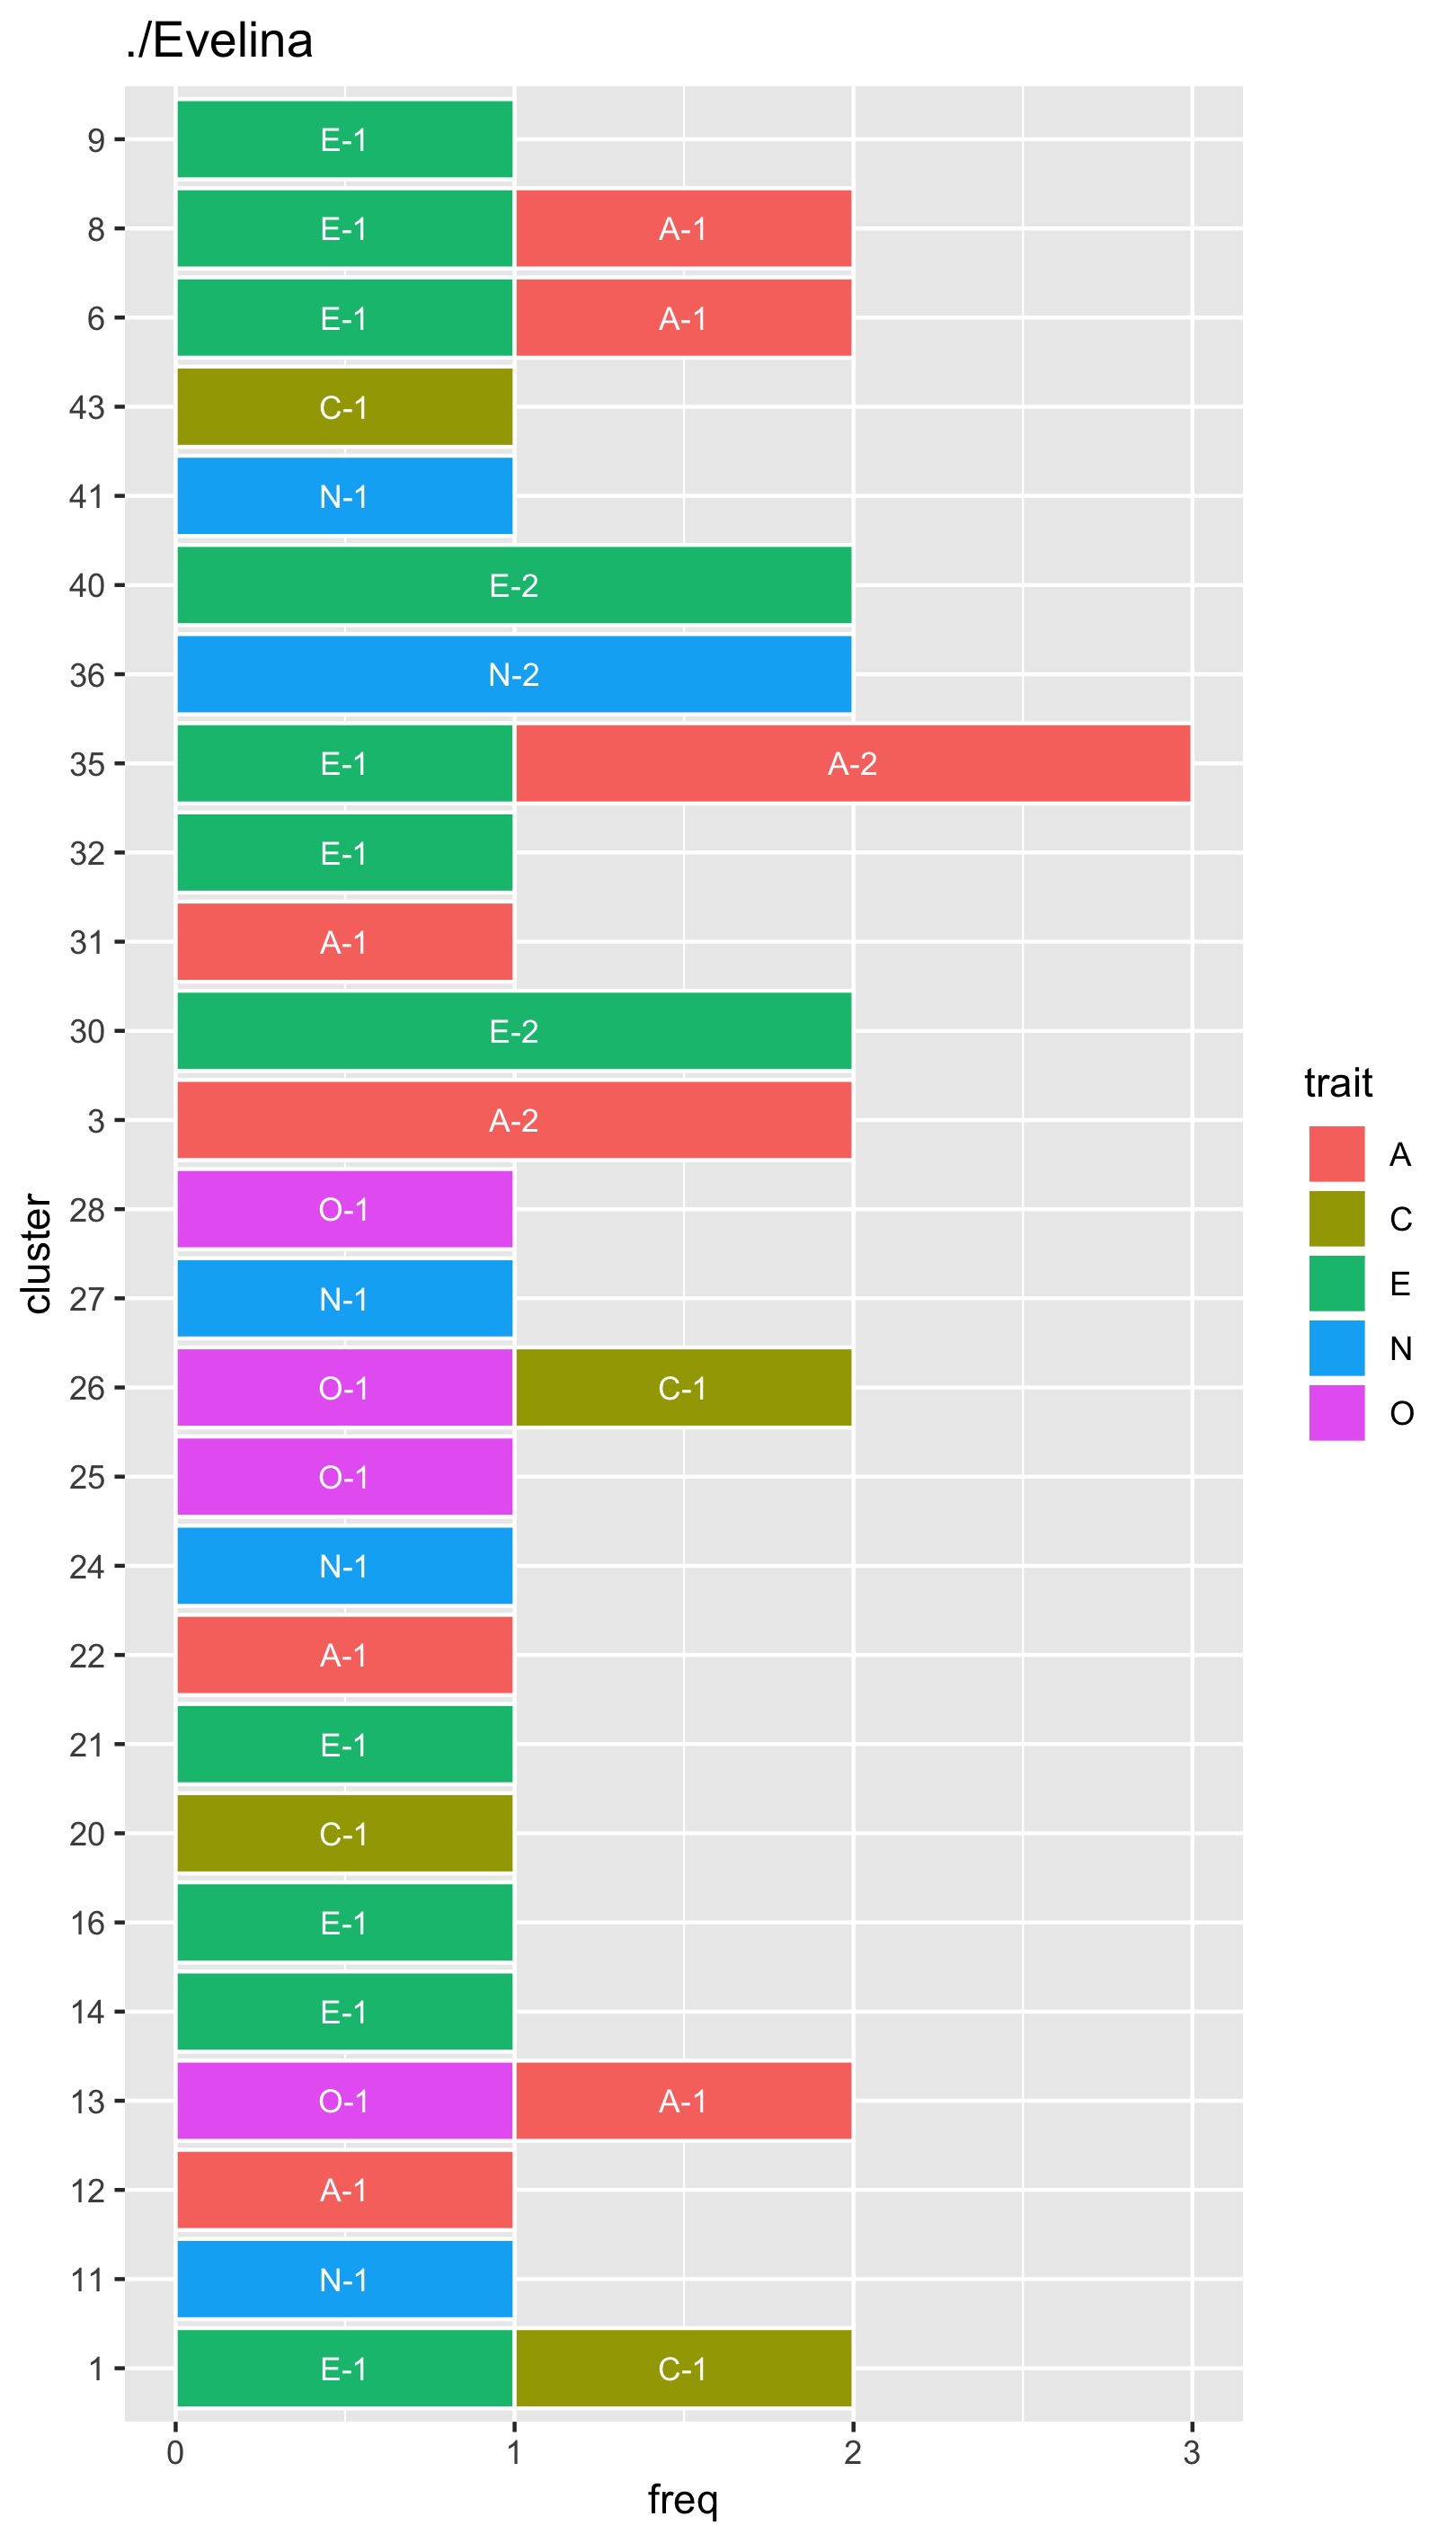 ./Evelina
9 E-1
8 E-1 A-1
6 E-1 A-1
43 C-1
41 N-1
40 E-2
36 N-2
35 E-1 A-2
32 E-1
31 A-1
30 E-2
3 A-2
28 O-1
27 N-1
26 O-1 C-1
25 O-1
24 N-1
22 A-1
21 E-1
20 C-1
16 E-1
14 E-1
13 O-1 A-1
12 A-1
11 N-1
1 E-1 C-1
0 1 2 3
freq
cluster
trait
A
C
E
N
O